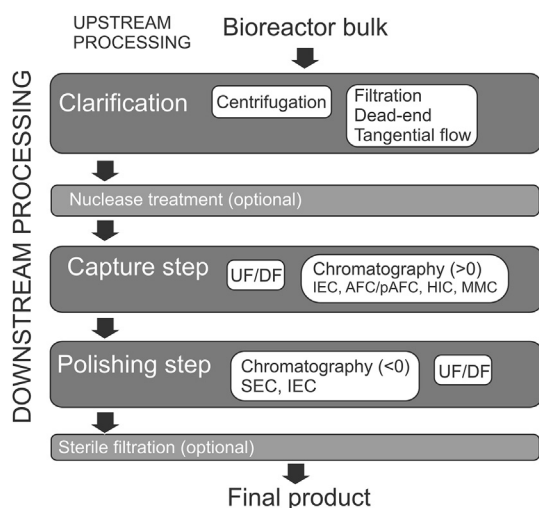 UPSTREAM
PROCESSING
Bioreactor bulk
DOWNSTREAM PROCESSING
Clarification
Centrifugation
Filtration
Dead-end
Tangential flow
Nuclease treatment (optional)
Capture step
UF/DF
Chromatography (>0)
IEC, AFC/pAFC, HIC, MMC
Polishing step
Chromatography (<0)
SEC, IEC
UF/DF
Sterile filtration (optional)
Final product